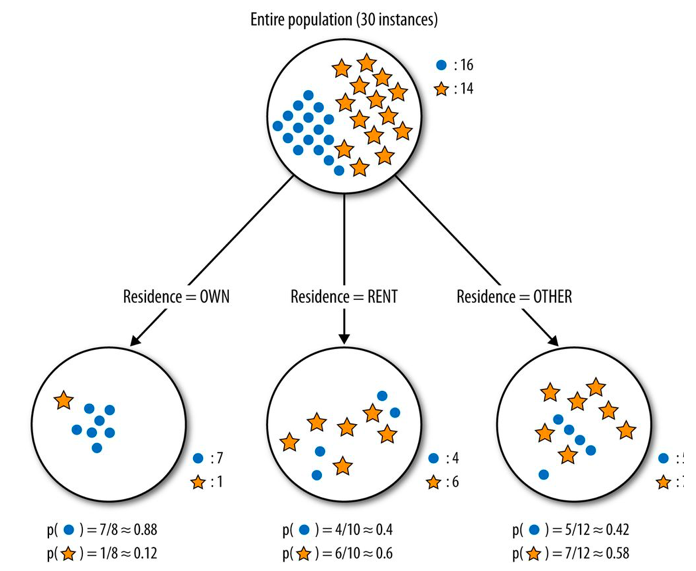 Entire population (30 instances)
: 16
: 14
Residence = OWN
Residence = RENT
Residence = OTHER
: 7
: 1
: 4
: 6
:
:
p( ) = 7/8 ≈ 0.88
p( ) = 1/8 ≈ 0.12
p( ) = 4/10 ≈ 0.4
p( ) = 6/10 ≈ 0.6
p( ) = 5/12 ≈ 0.42
p( ) = 7/12 ≈ 0.58